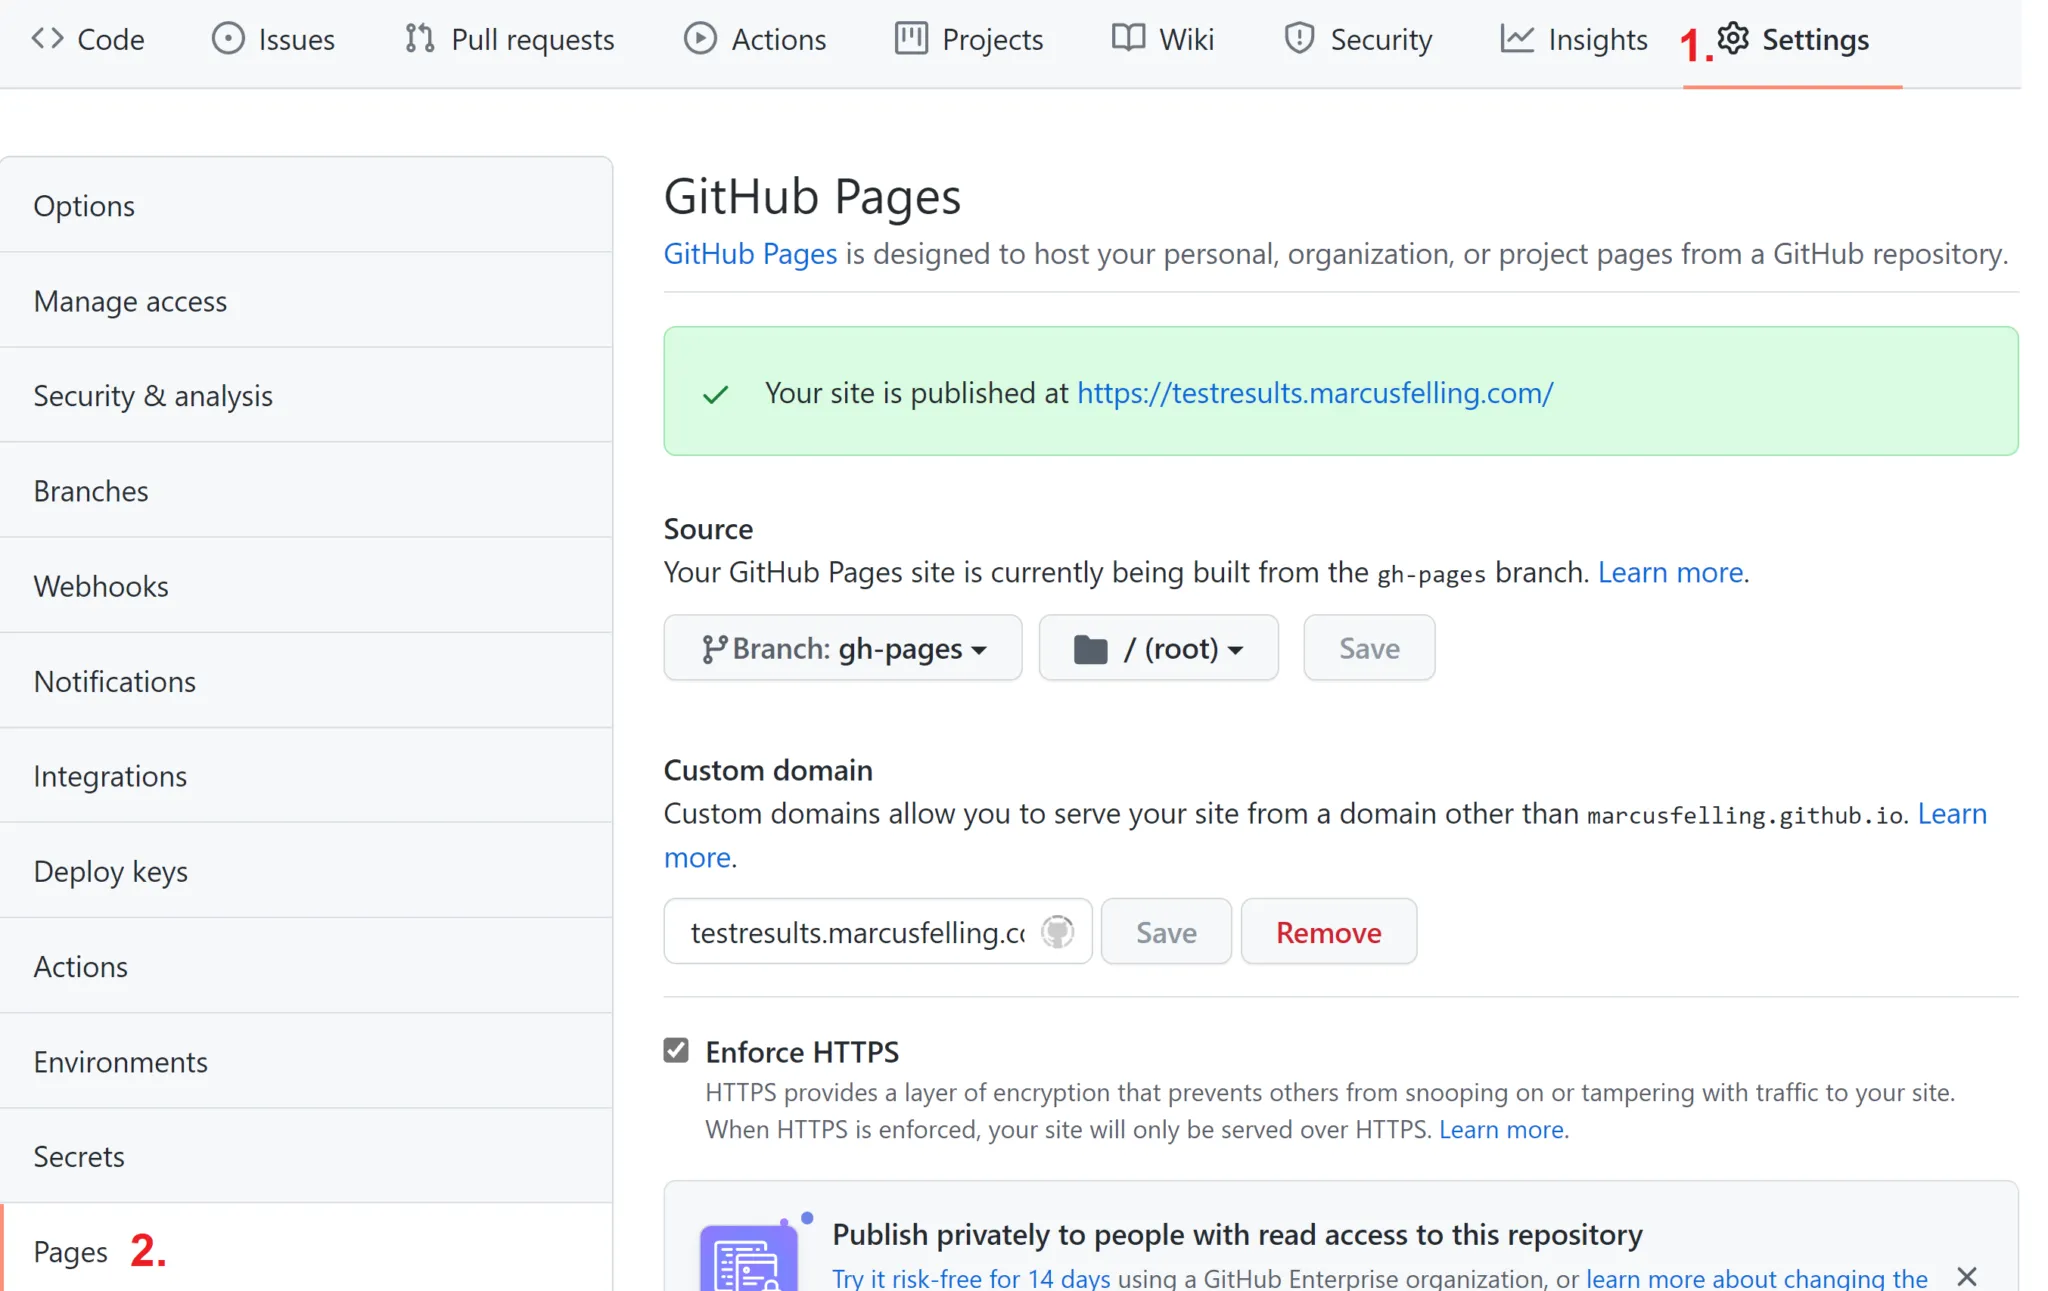 Code Issues Pull requests Actions Projects Wiki Security Insights 1. Settings
Options
Manage access
Security & analysis
Branches
Webhooks
Notifications
Integrations
Deploy keys
Actions
Environments
Secrets
Pages 2.
GitHub Pages
GitHub Pages is designed to host your personal, organization, or project pages from a GitHub repository.
Your site is published at https://testresults.marcusfelling.com/
Source
Your GitHub Pages site is currently being built from the gh-pages branch. Learn more.
Branch: gh-pages / (root) Save
Custom domain
Custom domains allow you to serve your site from a domain other than marcusfelling.github.io. Learn
more.
testresults.marcusfelling.co Save Remove
Enforce HTTPS
HTTPS provides a layer of encryption that prevents others from snooping on or tampering with traffic to your site.
When HTTPS is enforced, your site will only be served over HTTPS. Learn more.
Publish privately to people with read access to this repository
Try it risk-free for 14 days using a GitHub Enterprise organization, or learn more about changing the